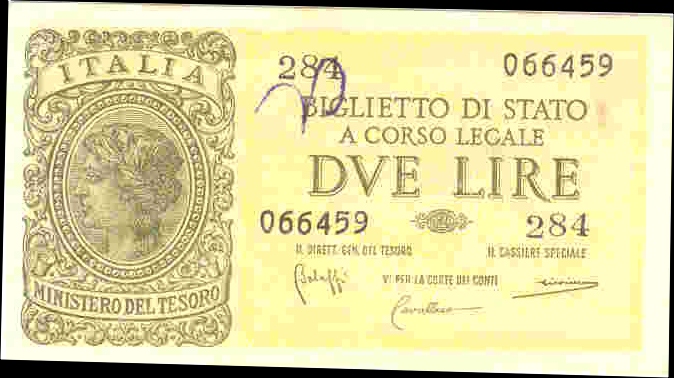 ITALIA
284 066459
BIGLIETTO DI STATO
A CORSO LEGALE
DVE LIRE
066459 284
IL DIRETT. GEN. DEL TESORO IL CASSIERE SPECIALE
V. PER LA CORTE DEI CONTI
Cavallaro
MINISTERO DEL TESORO